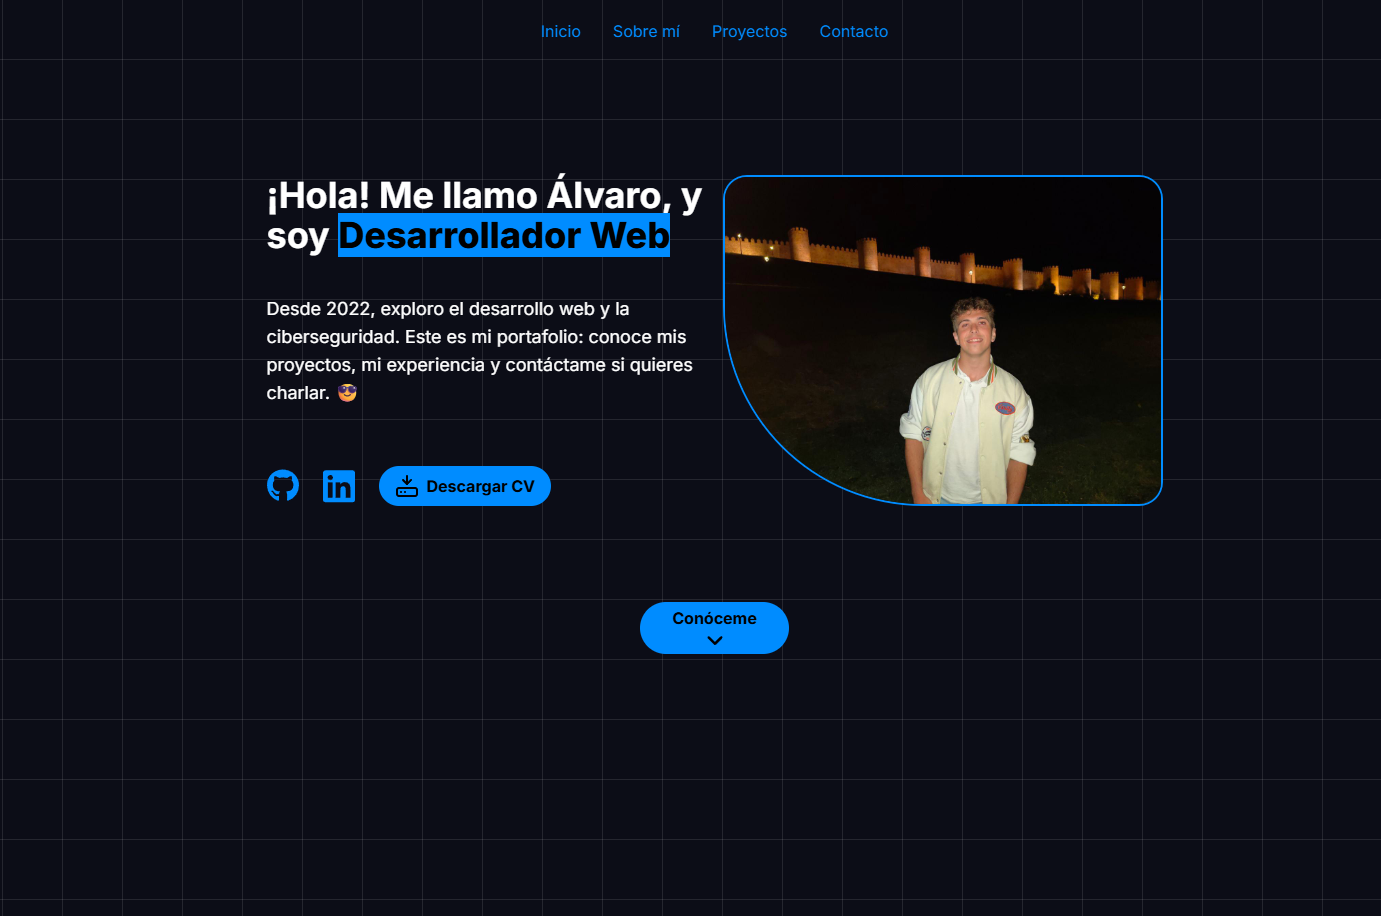 Inicio Sobre mí Proyectos Contacto
¡Hola! Me llamo Álvaro, y
soy Desarrollador Web
Desde 2022, exploro el desarrollo web y la
ciberseguridad. Este es mi portafolio: conoce mis
proyectos, mi experiencia y contáctame si quieres
charlar. 😎
Descargar CV
Conóceme